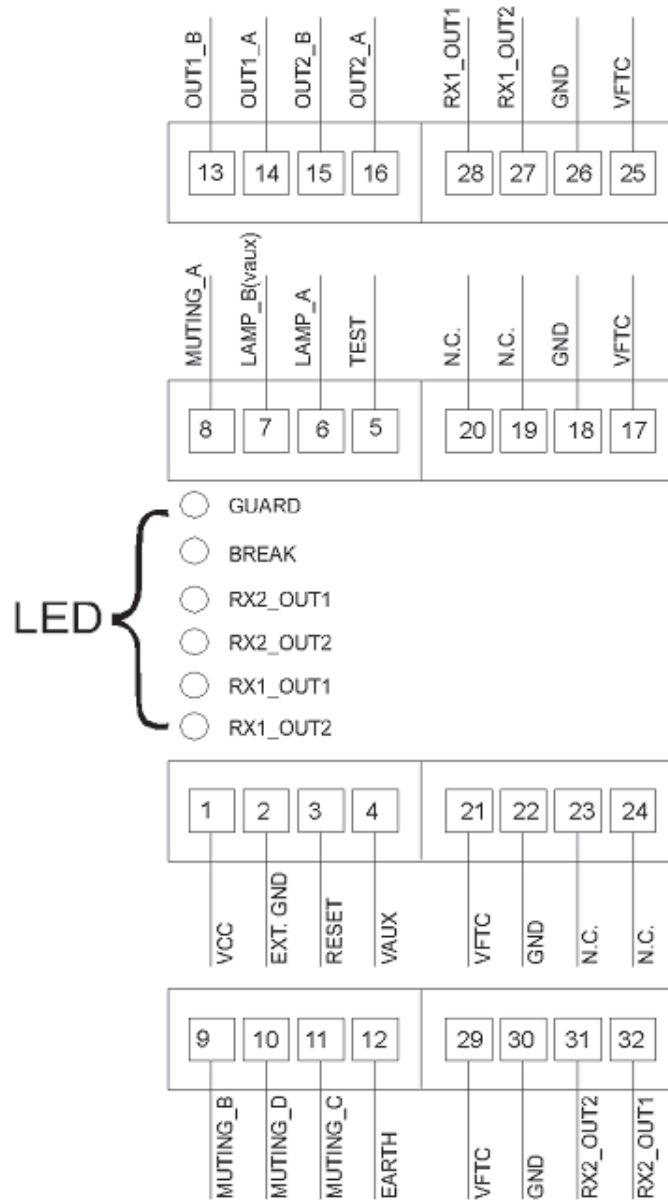 OUT1_B OUT1_A OUT2_B OUT2_A RX1_OUT1 RX1_OUT2 GND VFTC
13 14 15 16 28 27 26 25
MUTING_A LAMP_B(vaux) LAMP_A TEST N.C. N.C. GND VFTC
8 7 6 5 20 19 18 17
LED
GUARD
BREAK
RX2_OUT1
RX2_OUT2
RX1_OUT1
RX1_OUT2
1 2 3 4 21 22 23 24
VCC EXT. GND RESET VAUX VFTC GND N.C. N.C.
9 10 11 12 29 30 31 32
MUTING_B MUTING_D MUTING_C EARTH VFTC GND RX2_OUT2 RX2_OUT1